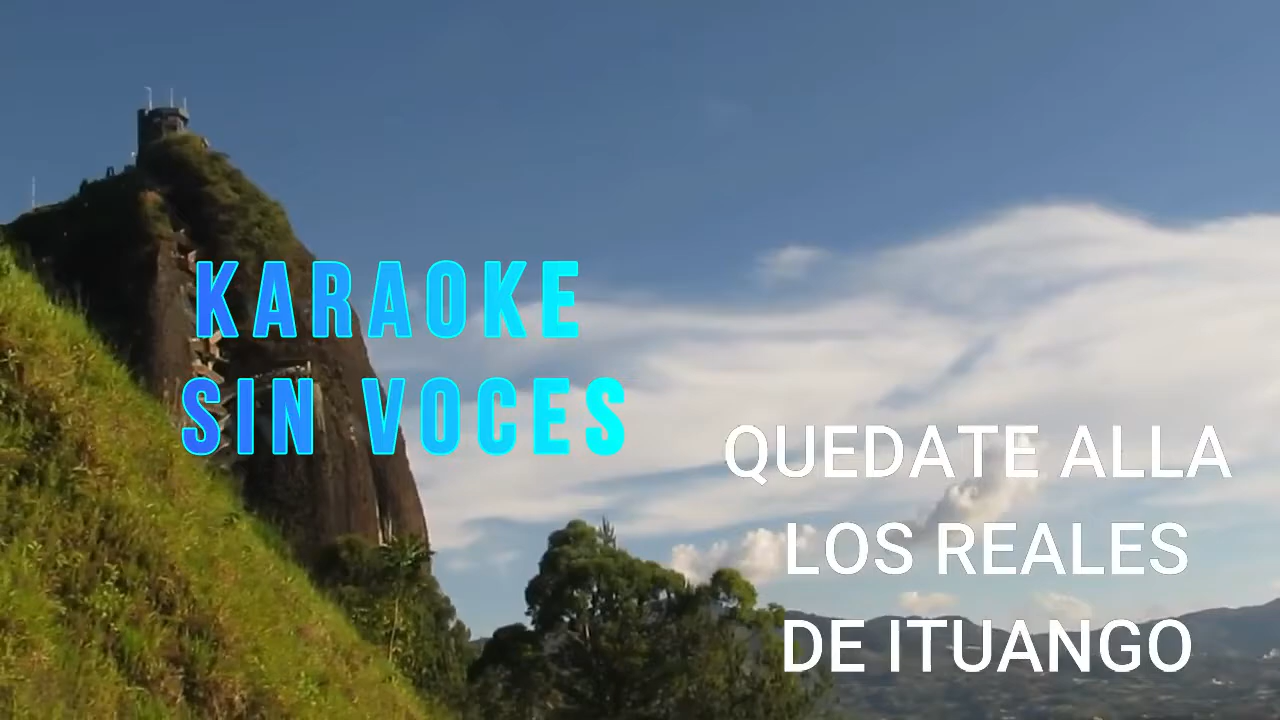 KARAOKE
SIN VOCES
QUEDATE ALLA
LOS REALES
DE ITUANGO